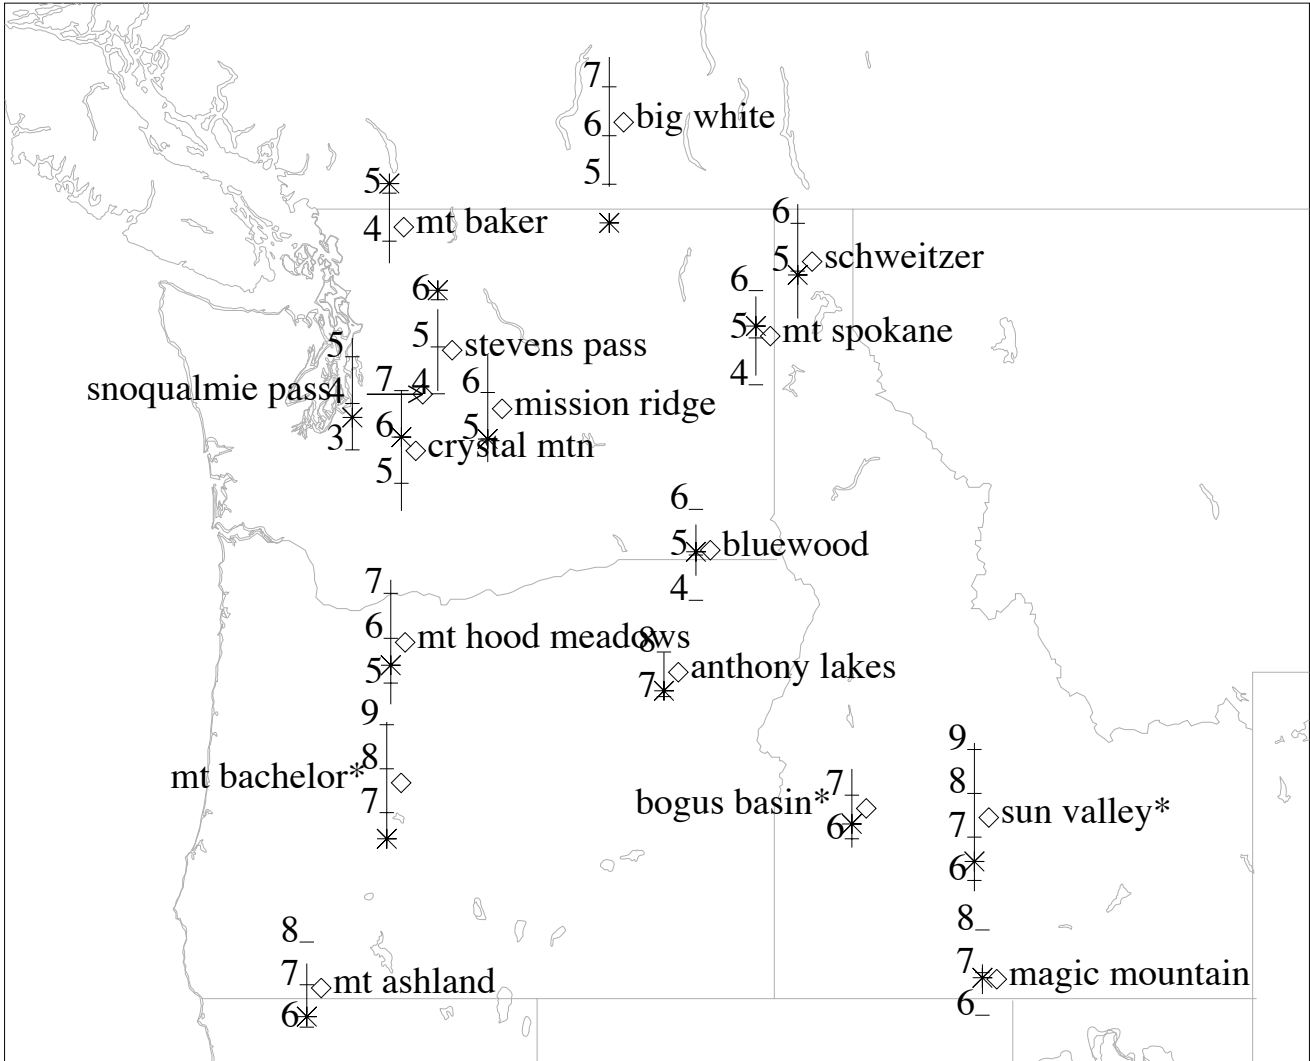 7
big white
6
5
5
mt baker
4
6
schweitzer
5
6
6
5
mt spokane
4
5
stevens pass
5
snoqualmie pass
4
7
4
6
mission ridge
3
6
5
crystal mtn
5
6
5
bluewood
4
7
6
mt hood meadows
5
8
anthony lakes
7
9
8
mt bachelor*
7
7
bogus basin*
6
9
8
7
sun valley*
6
8
7
mt ashland
6
8
7
magic mountain
6